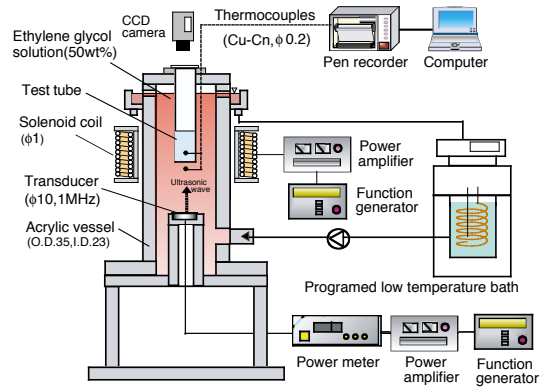 CCD
camera
Thermocouples
(Cu-Cn,ϕ0.2)
Pen recorder
Computer
Ethylene glycol
solution(50wt%)
Test tube
Solenoid coil
(ϕ1)
Transducer
(ϕ10,1MHz)
Acrylic vessel
(O.D.35,I.D.23)
Ultrasonic
wave
Power
amplifier
Function
generator
Programed low temperature bath
Power meter
Power
amplifier
Function
generator